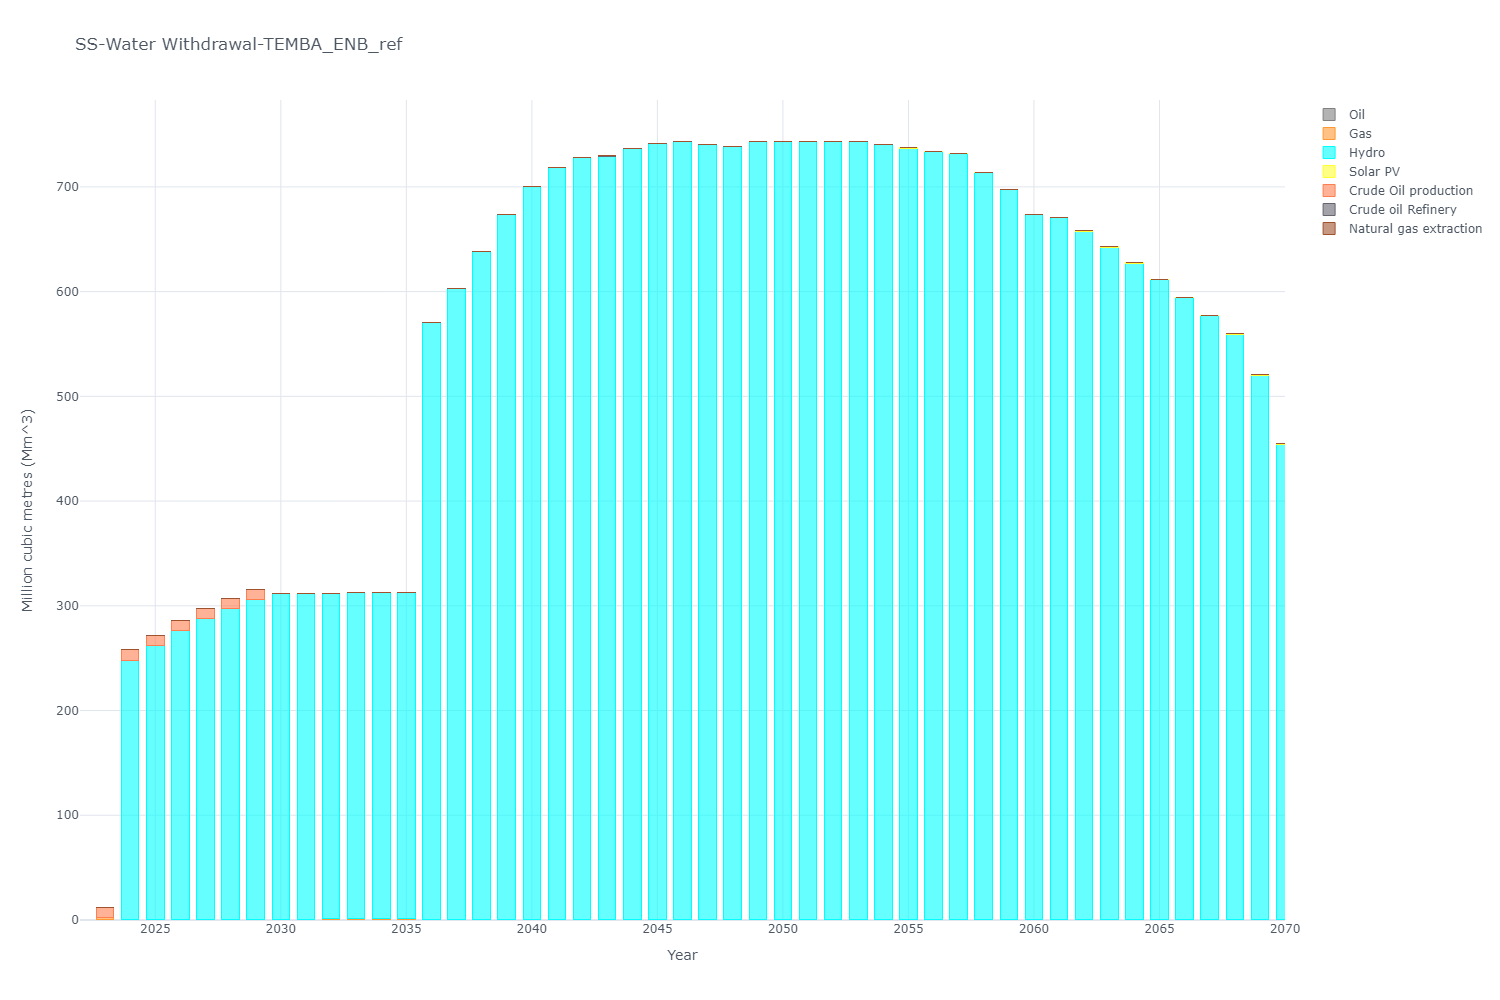 SS-Water Withdrawal-TEMBA_ENB_ref
Oil
Gas
Hydro
Solar PV
Crude Oil production
Crude oil Refinery
Natural gas extraction
Million cubic metres (Mm^3)
700
600
500
400
300
200
100
0
2025 2030 2035 2040 2045 2050 2055 2060 2065 2070
Year